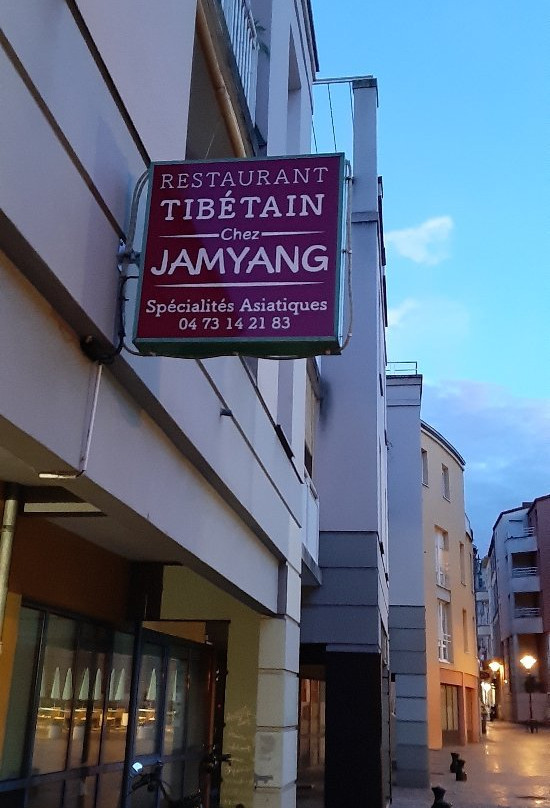 RESTAURANT
TIBÉTAIN
Chez
JAMYANG
Spécialités Asiatiques
04 73 14 21 83